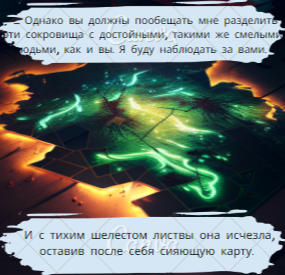 — Однако вы должны пообещать мне разделить
эти сокровища с достойными, такими же смелыми
людьми, как и вы. Я буду наблюдать за вами.
И с тихим шелестом листвы она исчезла,
оставив после себя сияющую карту.